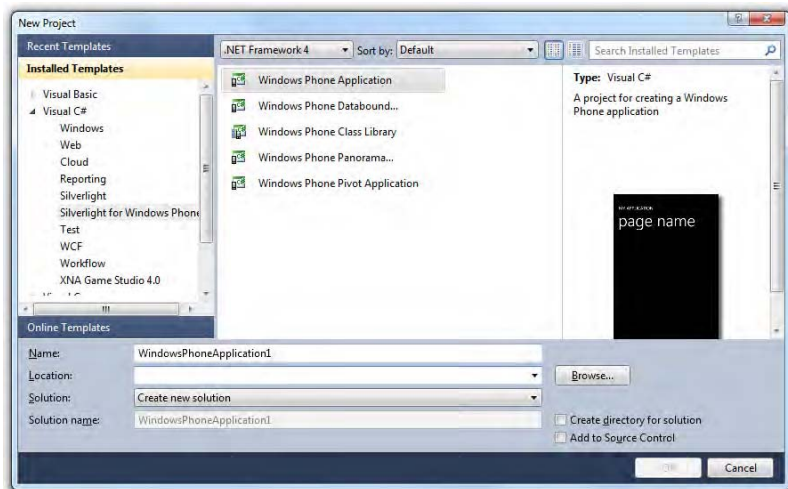 New Project
Recent Templates
Installed Templates
Visual Basic
Visual C#
Windows
Web
Cloud
Reporting
Silverlight
Silverlight for Windows Phone
Test
WCF
Workflow
XNA Game Studio 4.0
Online Templates
.NET Framework 4
Sort by: Default
Search Installed Templates
Windows Phone Application
Windows Phone Databound...
Windows Phone Class Library
Windows Phone Panorama...
Windows Phone Pivot Application
Type: Visual C#
A project for creating a Windows
Phone application
MY APPLICATION
page name
Name: WindowsPhoneApplication1
Location:
Browse...
Solution: Create new solution
Solution name: WindowsPhoneApplication1
Create directory for solution
Add to Source Control
OK Cancel